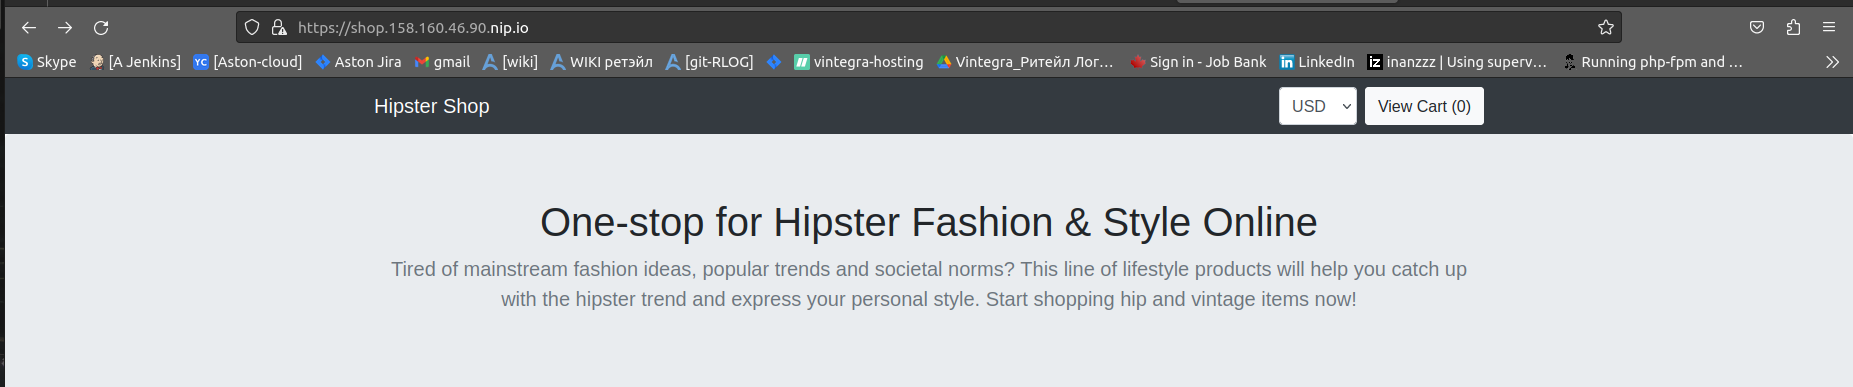 https://shop.158.160.46.90.nip.io
Skype [A Jenkins] YC [Aston-cloud] Aston Jira gmail [wiki] WIKI ретэйл [git-RLOG] vintegra-hosting Vintegra_Ритейл Лог… Sign in - Job Bank in LinkedIn iz inanzzz | Using superv… Running php-fpm and …
Hipster Shop USD View Cart (0)
One-stop for Hipster Fashion & Style Online
Tired of mainstream fashion ideas, popular trends and societal norms? This line of lifestyle products will help you catch up
with the hipster trend and express your personal style. Start shopping hip and vintage items now!